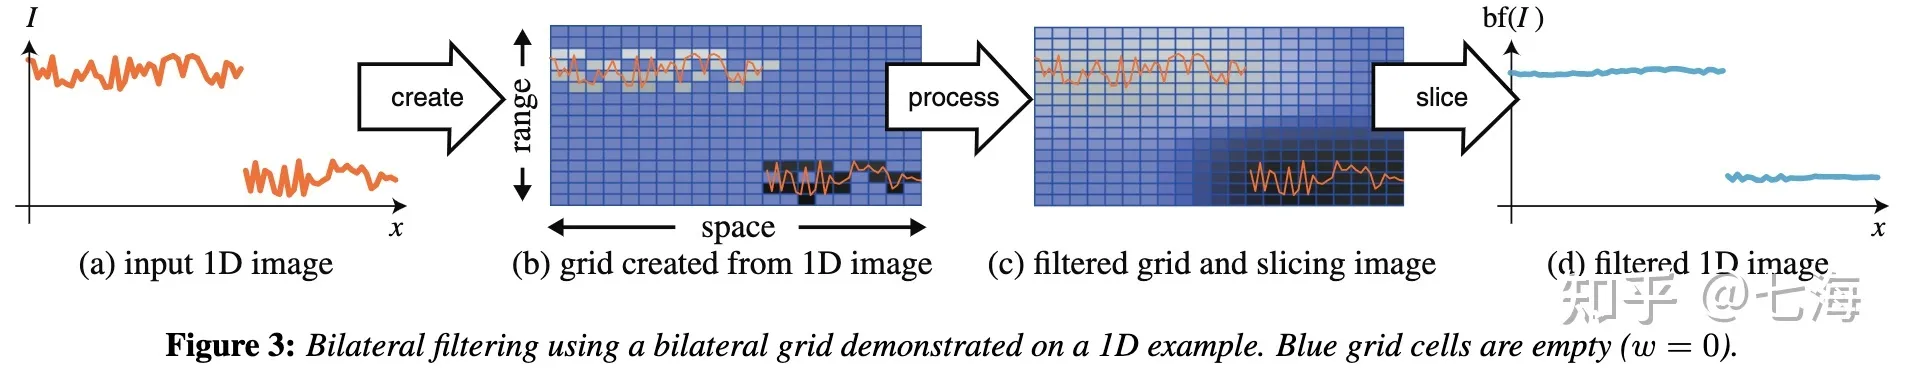 I
x
(a) input 1D image
create
range
space
(b) grid created from 1D image
process
(c) filtered grid and slicing image
slice
bf(I)
x
(d) filtered 1D image
知乎 @七海
Figure 3: Bilateral filtering using a bilateral grid demonstrated on a 1D example. Blue grid cells are empty (w = 0).